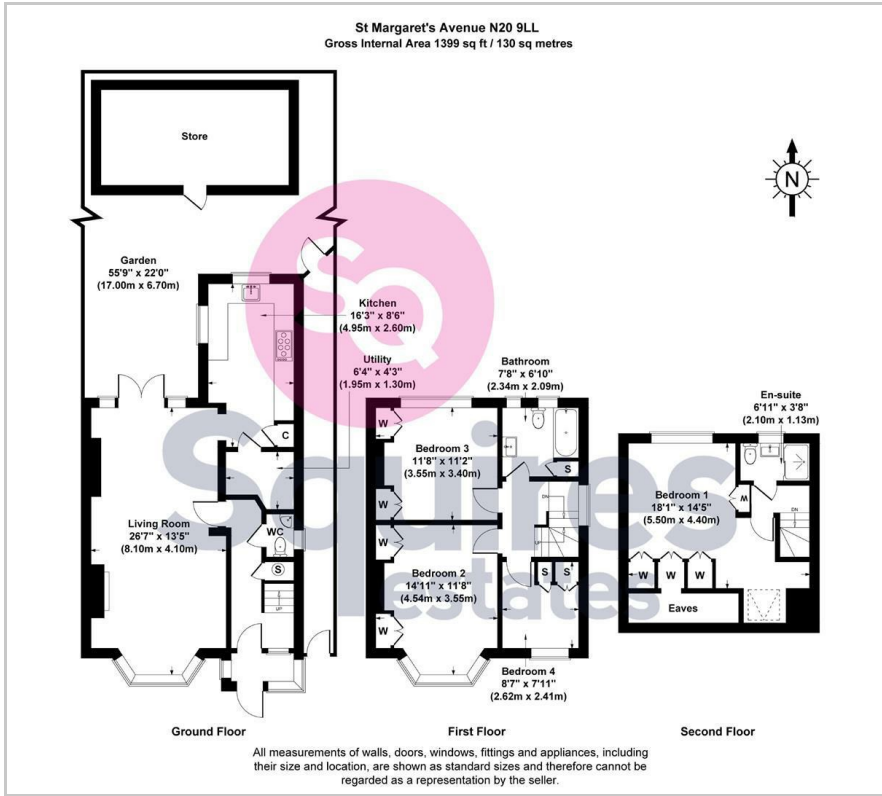 St Margaret's Avenue N20 9LL
Gross Internal Area 1399 sq ft / 130 sq metres
Store
N
Garden
55'9" x 22'0"
(17.00m x 6.70m)
SQ
Kitchen
16'3" x 8'6"
(4.95m x 2.60m)
Utility
6'4" x 4'3"
(1.95m x 1.30m)
C
Living Room
26'7" x 13'5"
(8.10m x 4.10m)
WC
S
UP
Ground Floor
Bathroom
7'8" x 6'10"
(2.34m x 2.09m)
W
Bedroom 3
11'8" x 11'2"
(3.55m x 3.40m)
W
S
DN
UP
W
Bedroom 2
14'11" x 11'8"
(4.54m x 3.55m)
W
S
S
Bedroom 4
8'7" x 7'11"
(2.62m x 2.41m)
First Floor
En-suite
6'11" x 3'8"
(2.10m x 1.13m)
Bedroom 1
18'1" x 14'5"
(5.50m x 4.40m)
W
DN
W
W
W
Eaves
Second Floor
Squires
estates
All measurements of walls, doors, windows, fittings and appliances, including
their size and location, are shown as standard sizes and therefore cannot be
regarded as a representation by the seller.